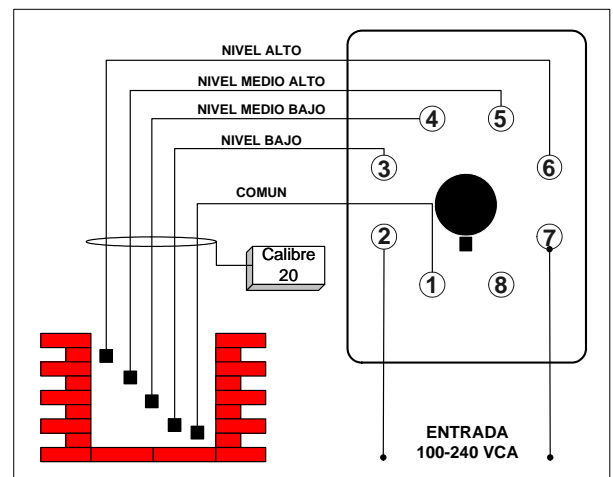 NIVEL ALTO
NIVEL MEDIO ALTO
NIVEL MEDIO BAJO
NIVEL BAJO
COMUN
4
5
3
6
2
7
1
8
Calibre
20
ENTRADA
100-240 VCA